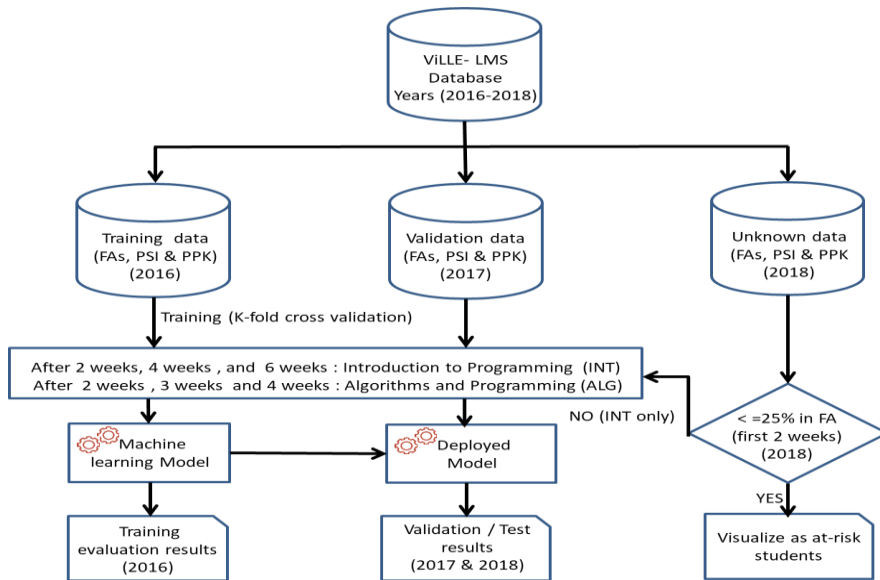 ViLLE- LMS
Database
Years (2016-2018)
Training data
(FAs, PSI & PPK)
(2016)
Validation data
(FAs, PSI & PPK)
2017)
Unknown data
(FAs, PSI & PPK
(2018)
Training (K-fold cross validation)
After 2 weeks, 4 weeks , and 6 weeks : Introduction to Programming (INT)
After 2 weeks , 3 weeks and 4 weeks : Algorithms and Programming (ALG)
NO (INT only)
< =25% in FA
(first 2 weeks)
(2018)
Machine
learning Model
Deployed
Model
YES
Training
evaluation results
(2016)
Validation / Test
results
(2017 & 2018)
Visualize as at-risk
students